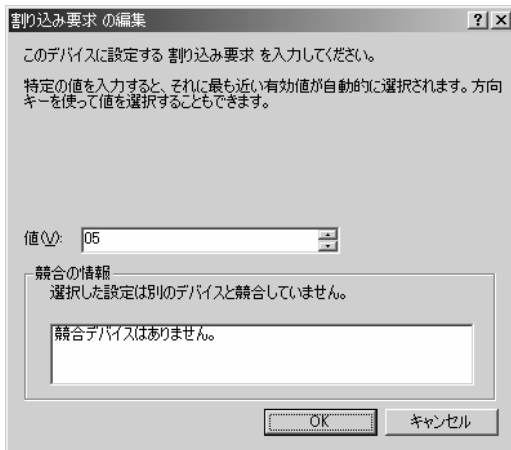 割り込み要求 の編集
このデバイスに設定する 割り込み要求 を入力してください。
特定の値を入力すると、それに最も近い有効値が自動的に選択されます。方向
キーを使って値を選択することもできます。
値(V): 05
競合の情報
選択した設定は別のデバイスと競合していません。
競合デバイスはありません。
OK キャンセル